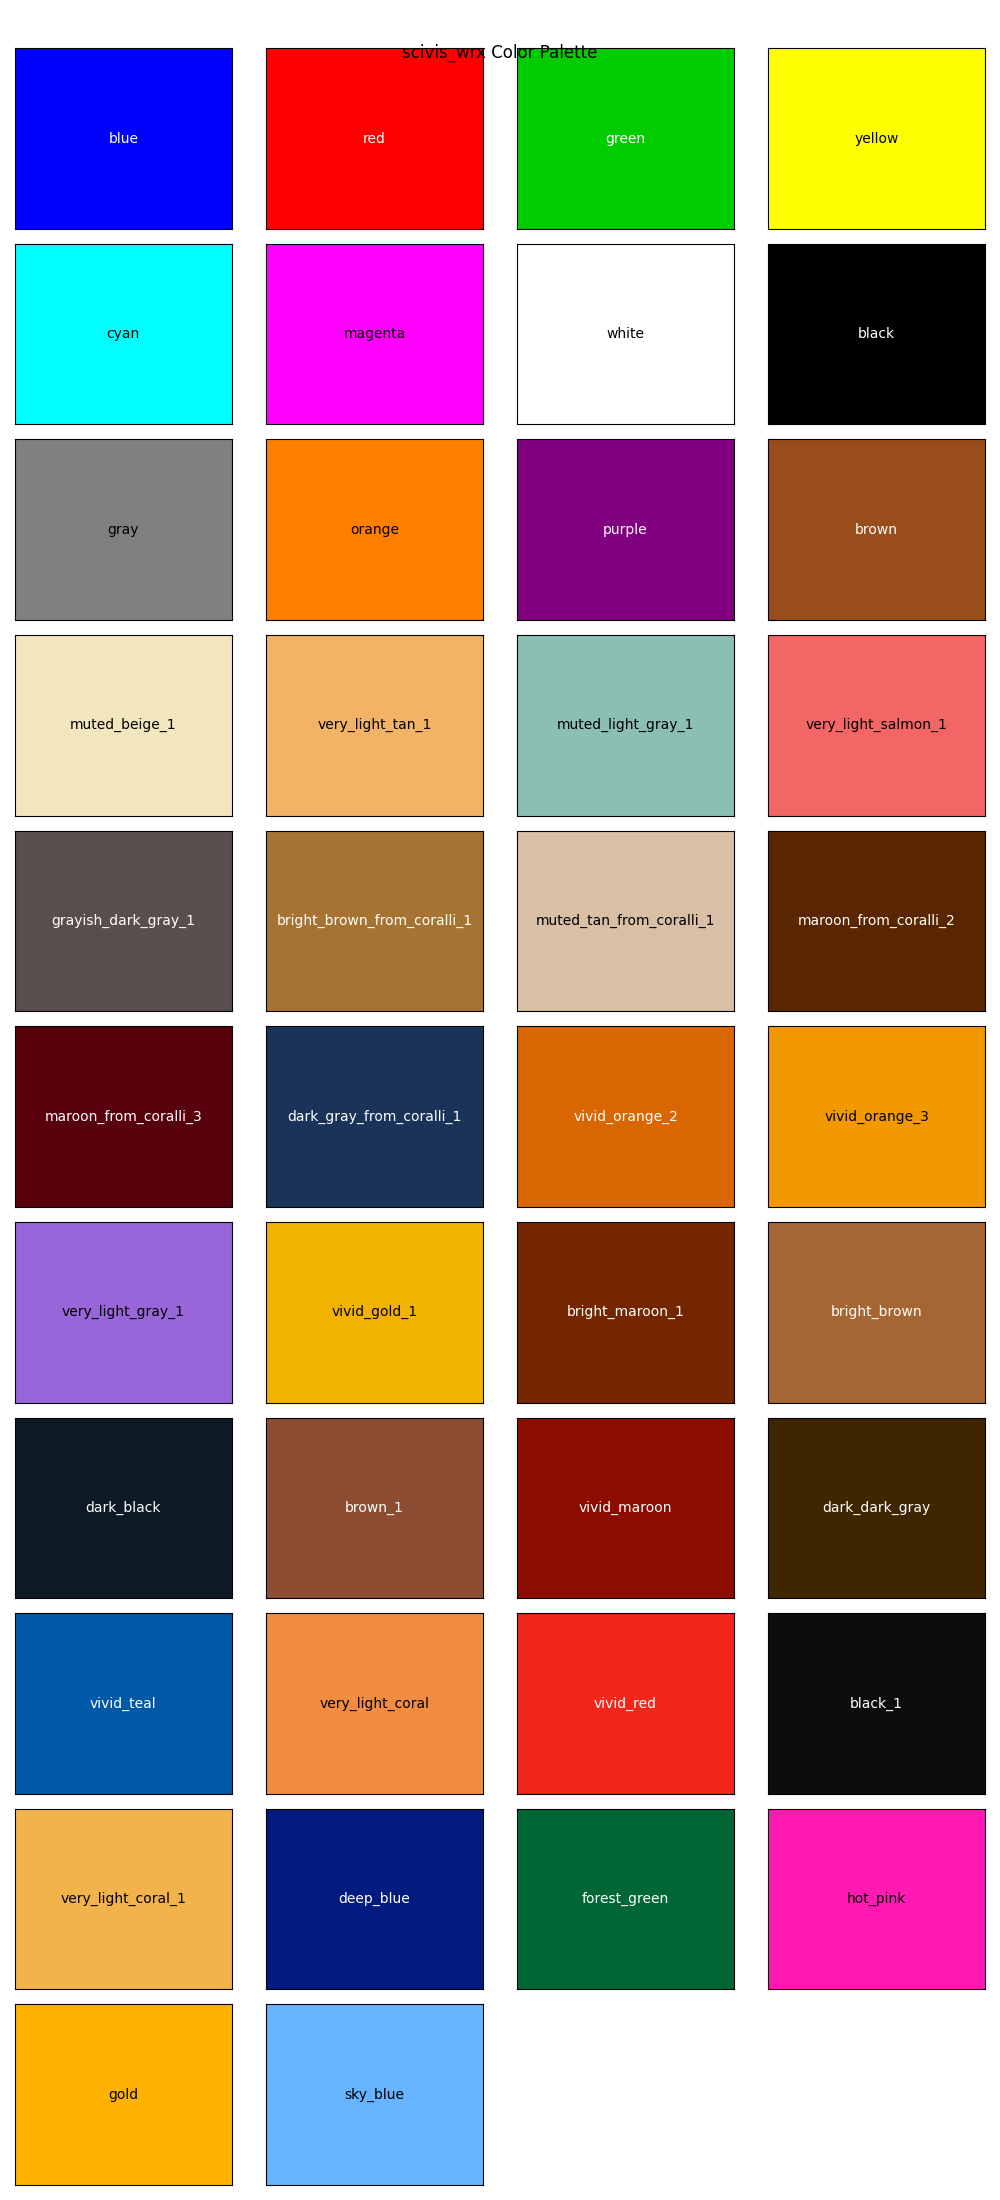 scivis_wrx Color Palette
blue
red
green
yellow
cyan
magenta
white
black
gray
orange
purple
brown
muted_beige_1
very_light_tan_1
muted_light_gray_1
very_light_salmon_1
grayish_dark_gray_1
bright_brown_from_coralli_1
muted_tan_from_coralli_1
maroon_from_coralli_2
maroon_from_coralli_3
dark_gray_from_coralli_1
vivid_orange_2
vivid_orange_3
very_light_gray_1
vivid_gold_1
bright_maroon_1
bright_brown
dark_black
brown_1
vivid_maroon
dark_dark_gray
vivid_teal
very_light_coral
vivid_red
black_1
very_light_coral_1
deep_blue
forest_green
hot_pink
gold
sky_blue